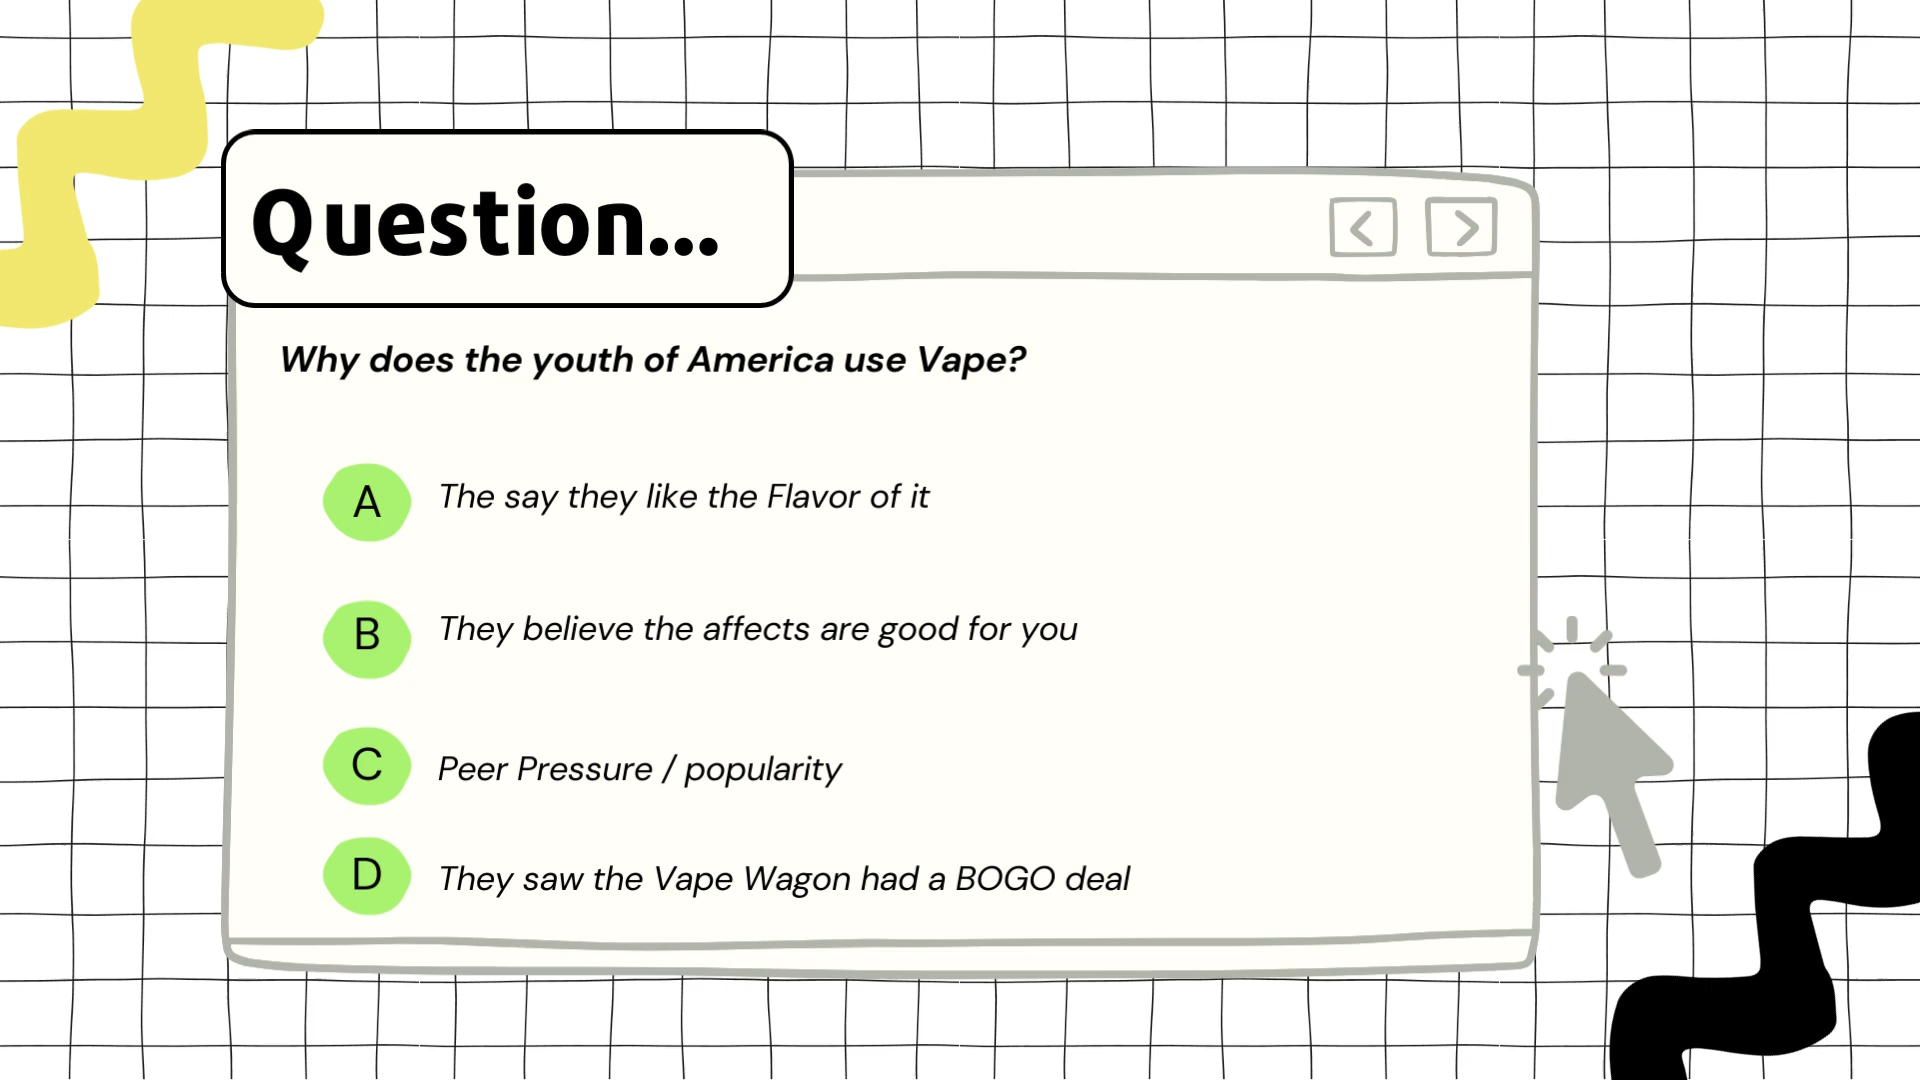 Question...
Why does the youth of America use Vape?
A The say they like the Flavor of it
B They believe the affects are good for you
C Peer Pressure / popularity
D They saw the Vape Wagon had a BOGO deal